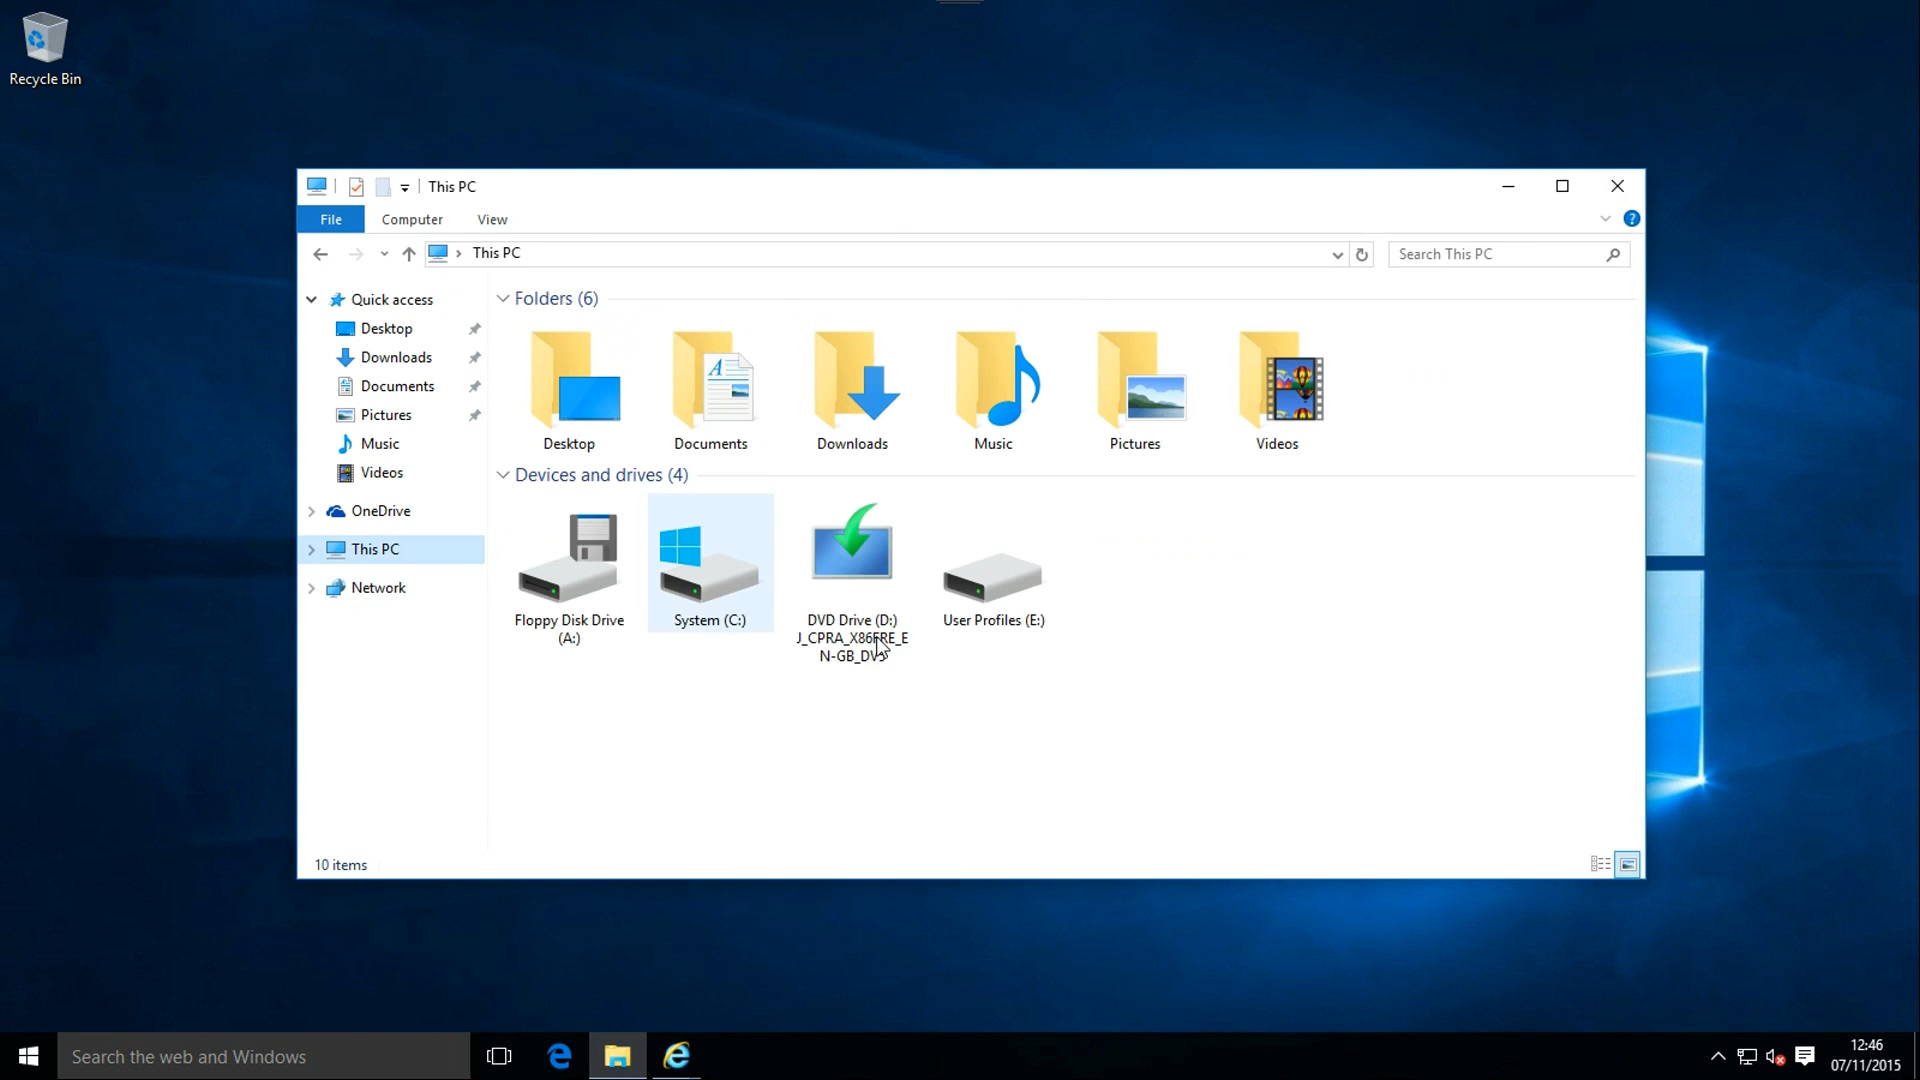 Recycle Bin
This PC
File Computer View
This PC
Search This PC
Quick access
Desktop
Downloads
Documents
Pictures
Music
Videos
OneDrive
This PC
Network
Folders (6)
Desktop
Documents
Downloads
Music
Pictures
Videos
Devices and drives (4)
Floppy Disk Drive
(A:)
System (C:)
DVD Drive (D:)
J_CPRA_X86FRE_E
N-GB_DV5
User Profiles (E:)
10 items
Search the web and Windows
12:46
07/11/2015